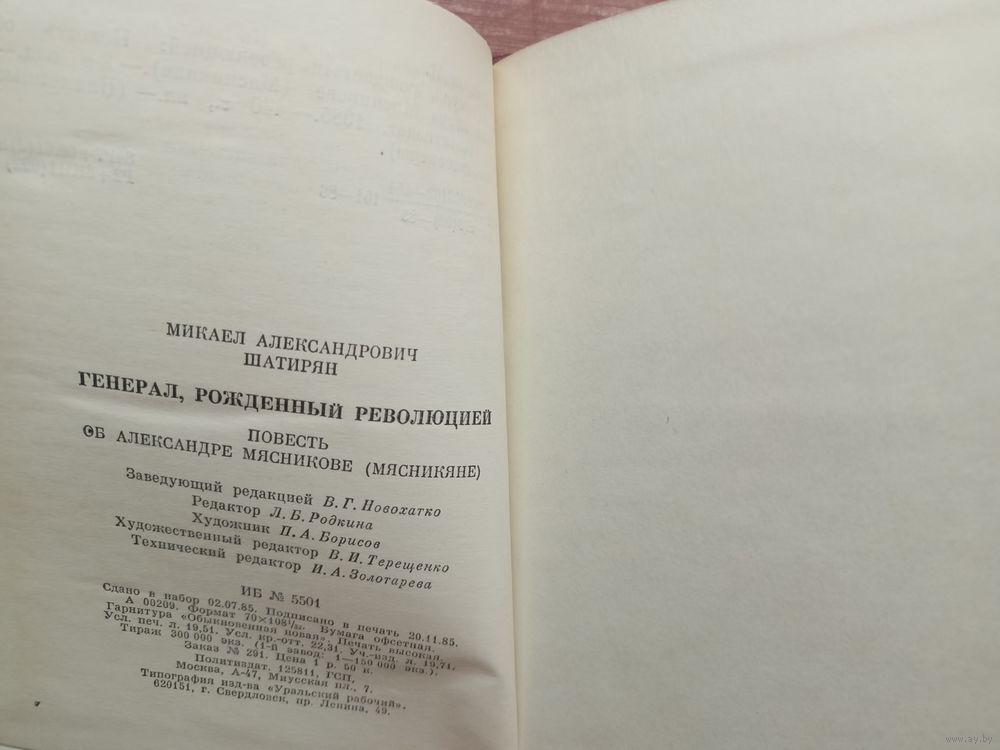 МИКАЕЛ АЛЕКСАНДРОВИЧ
ШАТИРЯН
ГЕНЕРАЛ, РОЖДЕННЫЙ РЕВОЛЮЦИЕЙ
ПОВЕСТЬ
ОБ АЛЕКСАНДРЕ МЯСНИКОВЕ (МЯСНИКЯНЕ)
Заведующий редакцией В. Г. Новохатко
Редактор Л. Б. Родкина
Художник П. А. Борисов
Художественный редактор В. И. Терещенко
Технический редактор И. А. Золотарева
ИБ № 5501
Сдано в набор 02.07.85. Подписано в печать 20.11.85.
А 00209. Формат 70×108 1/32. Бумага офсетная.
Гарнитура «Обыкновенная новая». Печать высокая.
Усл. печ. л. 19,51. Усл. кр.-отт. 22,31. Уч.-изд. л. 19,71.
Тираж 300 000 экз. (1-й завод: 1—150 000 экз.).
Заказ № 291. Цена 1 р. 50 к.
Политиздат. 125811, ГСП,
Москва, А-47, Миусская пл., 7.
Типография изд-ва «Уральский рабочий».
620151, г. Свердловск, пр. Ленина, 49.
www.ay.by